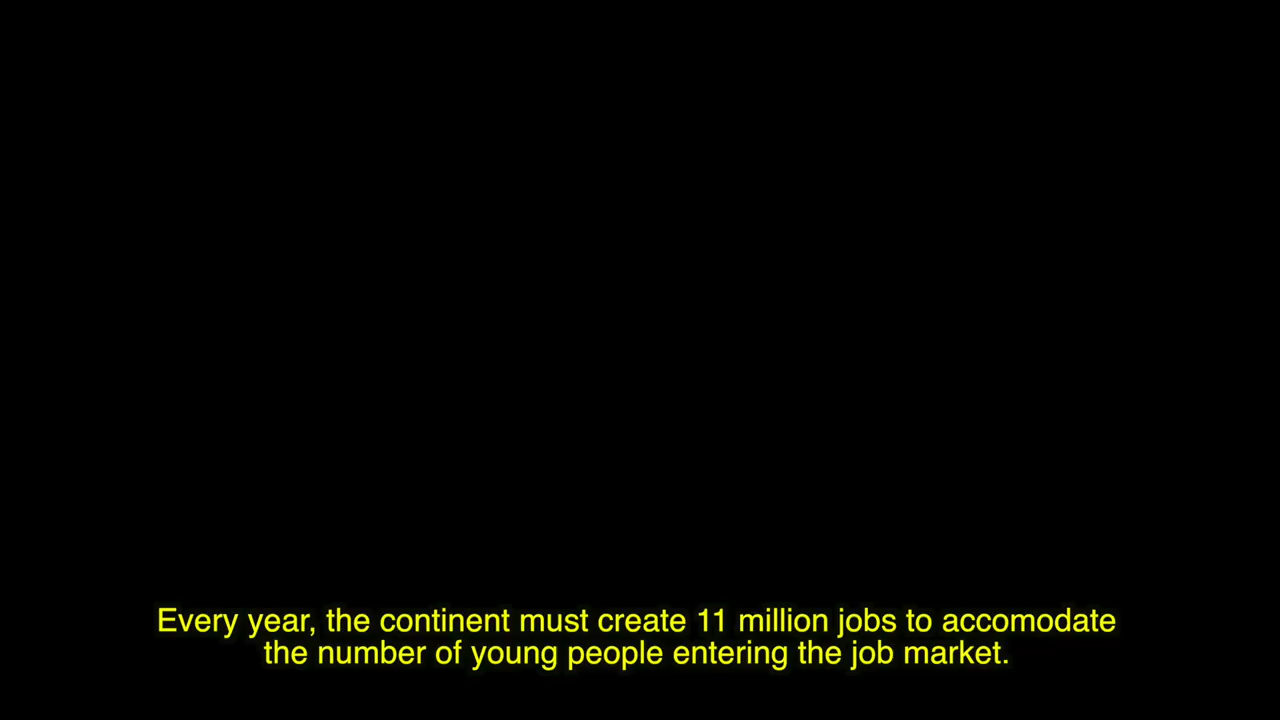 Every year, the continent must create 11 million jobs to accomodate
the number of young people entering the job market.